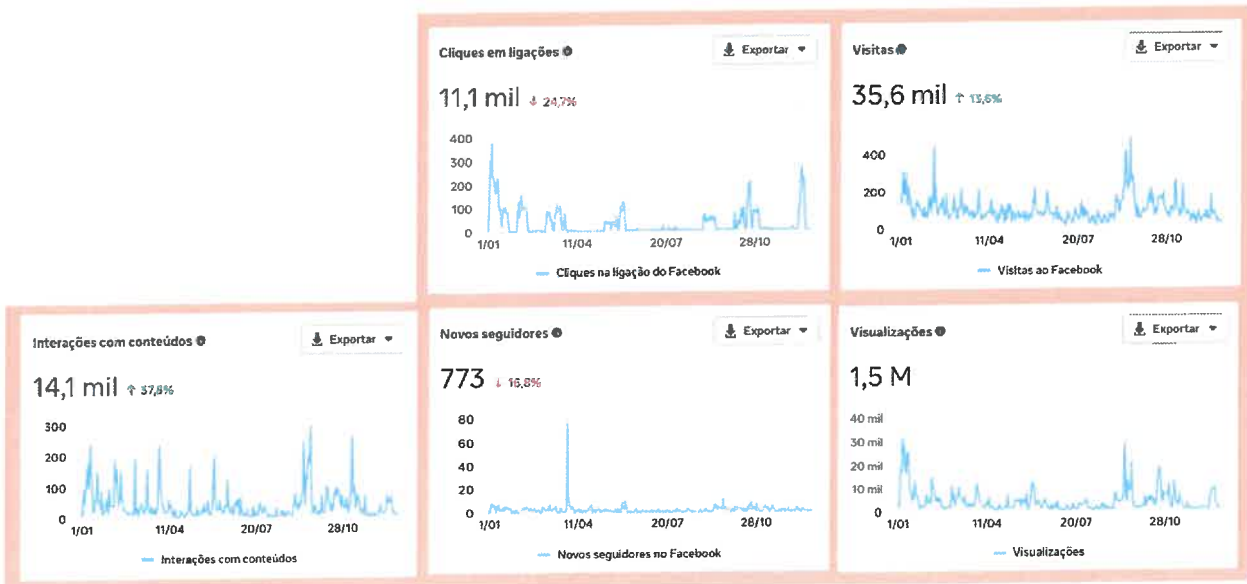 Cliques em ligações
Exportar
11,1 mil ↓ 24,7%
400
300
200
100
0
1/01 11/04 20/07 28/10
Cliques na ligação do Facebook
Visitas
Exportar
35,6 mil ↑ 13,6%
400
200
0
1/01 11/04 20/07 28/10
Visitas ao Facebook
Interações com conteúdos
Exportar
14,1 mil ↑ 37,8%
300
200
100
0
1/01 11/04 20/07 28/10
Interações com conteúdos
Novos seguidores
Exportar
773 ↓ 16,8%
80
60
40
20
0
1/01 11/04 20/07 28/10
Novos seguidores no Facebook
Visualizações
Exportar
1,5 M
40 mil
30 mil
20 mil
10 mil
0
1/01 11/04 20/07 28/10
Visualizações